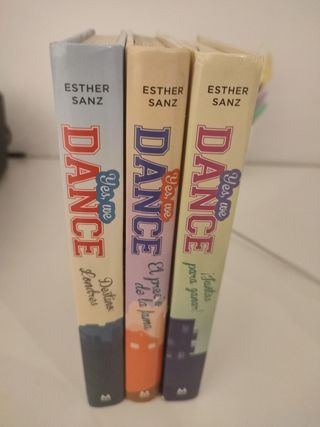 ESTHER
SANZ
Yes, we
DANCE
Destino:
Londres
ESTHER
SANZ
Yes, we
DANCE
El precio
de la fama
ESTHER
SANZ
Yes, we
DANCE
¡Juntas
para ganar!